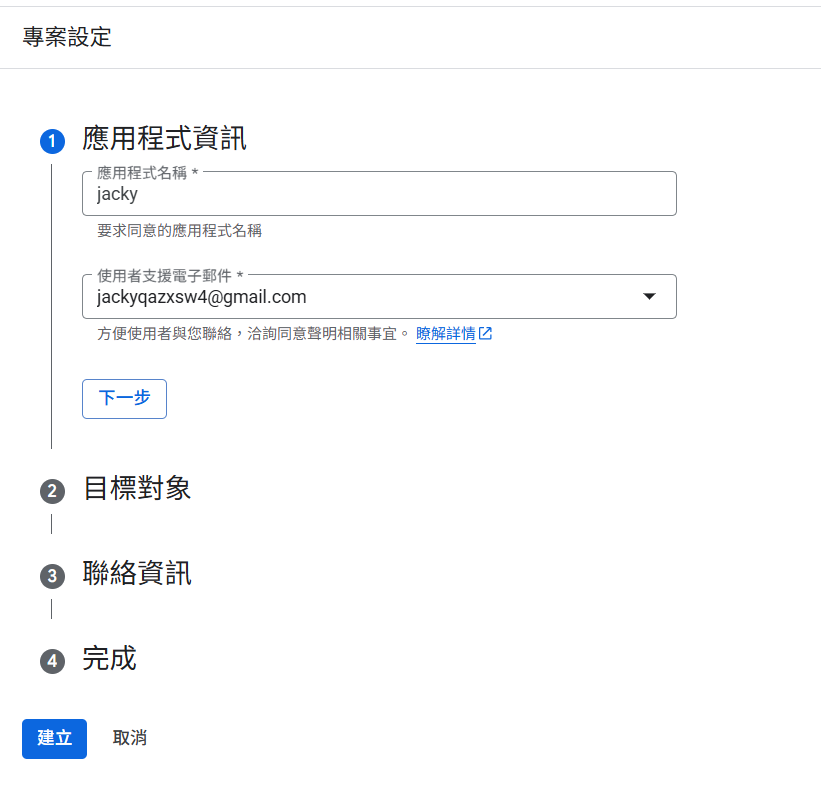 專案設定
1 應用程式資訊
應用程式名稱 *
jacky
要求同意的應用程式名稱
使用者支援電子郵件 *
jackyqazxsw4@gmail.com
方便使用者與您聯絡，洽詢同意聲明相關事宜。 瞭解詳情
下一步
2 目標對象
3 聯絡資訊
4 完成
建立 取消